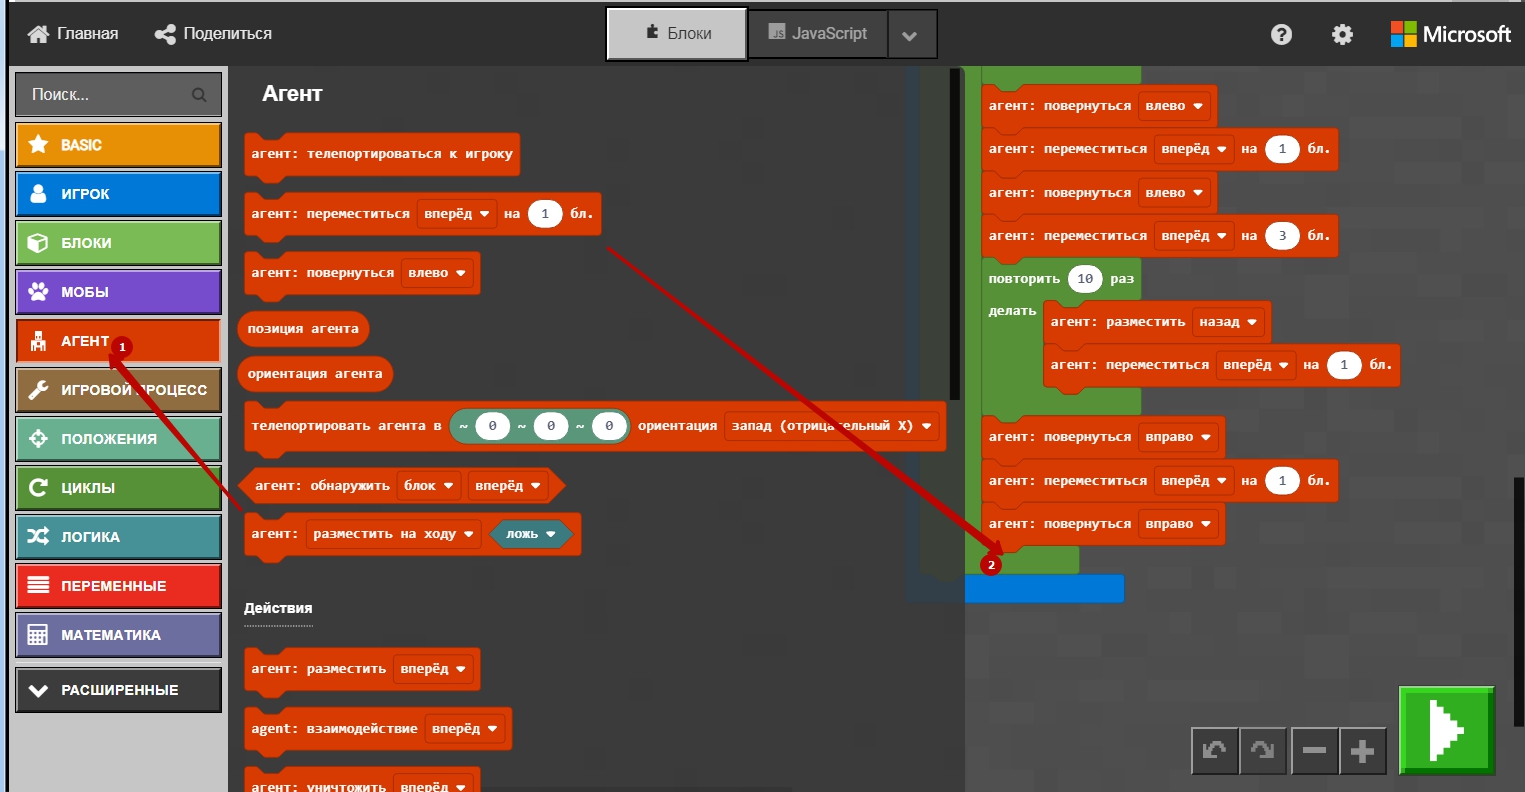 Главная
Поделиться
Блоки
JS
JavaScript
?
Microsoft
Поиск...
BASIC
ИГРОК
БЛОКИ
МОБЫ
АГЕНТ
1
ИГРОВОЙ ПРОЦЕСС
ПОЛОЖЕНИЯ
ЦИКЛЫ
ЛОГИКА
ПЕРЕМЕННЫЕ
МАТЕМАТИКА
РАСШИРЕННЫЕ
Агент
агент: телепортироваться к игроку
агент: переместиться вперёд на 1 бл.
агент: повернуться влево
позиция агента
ориентация агента
телепортировать агента в ~ 0 ~ 0 ~ 0 ориентация запад (отрицательный X)
агент: обнаружить блок вперёд
агент: разместить на ходу ложь
Действия
агент: разместить вперёд
agent: взаимодействие вперёд
агент: уничтожить вперёд
агент: повернуться влево
агент: переместиться вперёд на 1 бл.
агент: повернуться влево
агент: переместиться вперёд на 3 бл.
повторить 10 раз
делать
агент: разместить назад
агент: переместиться вперёд на 1 бл.
агент: повернуться вправо
агент: переместиться вперёд на 1 бл.
агент: повернуться вправо
2